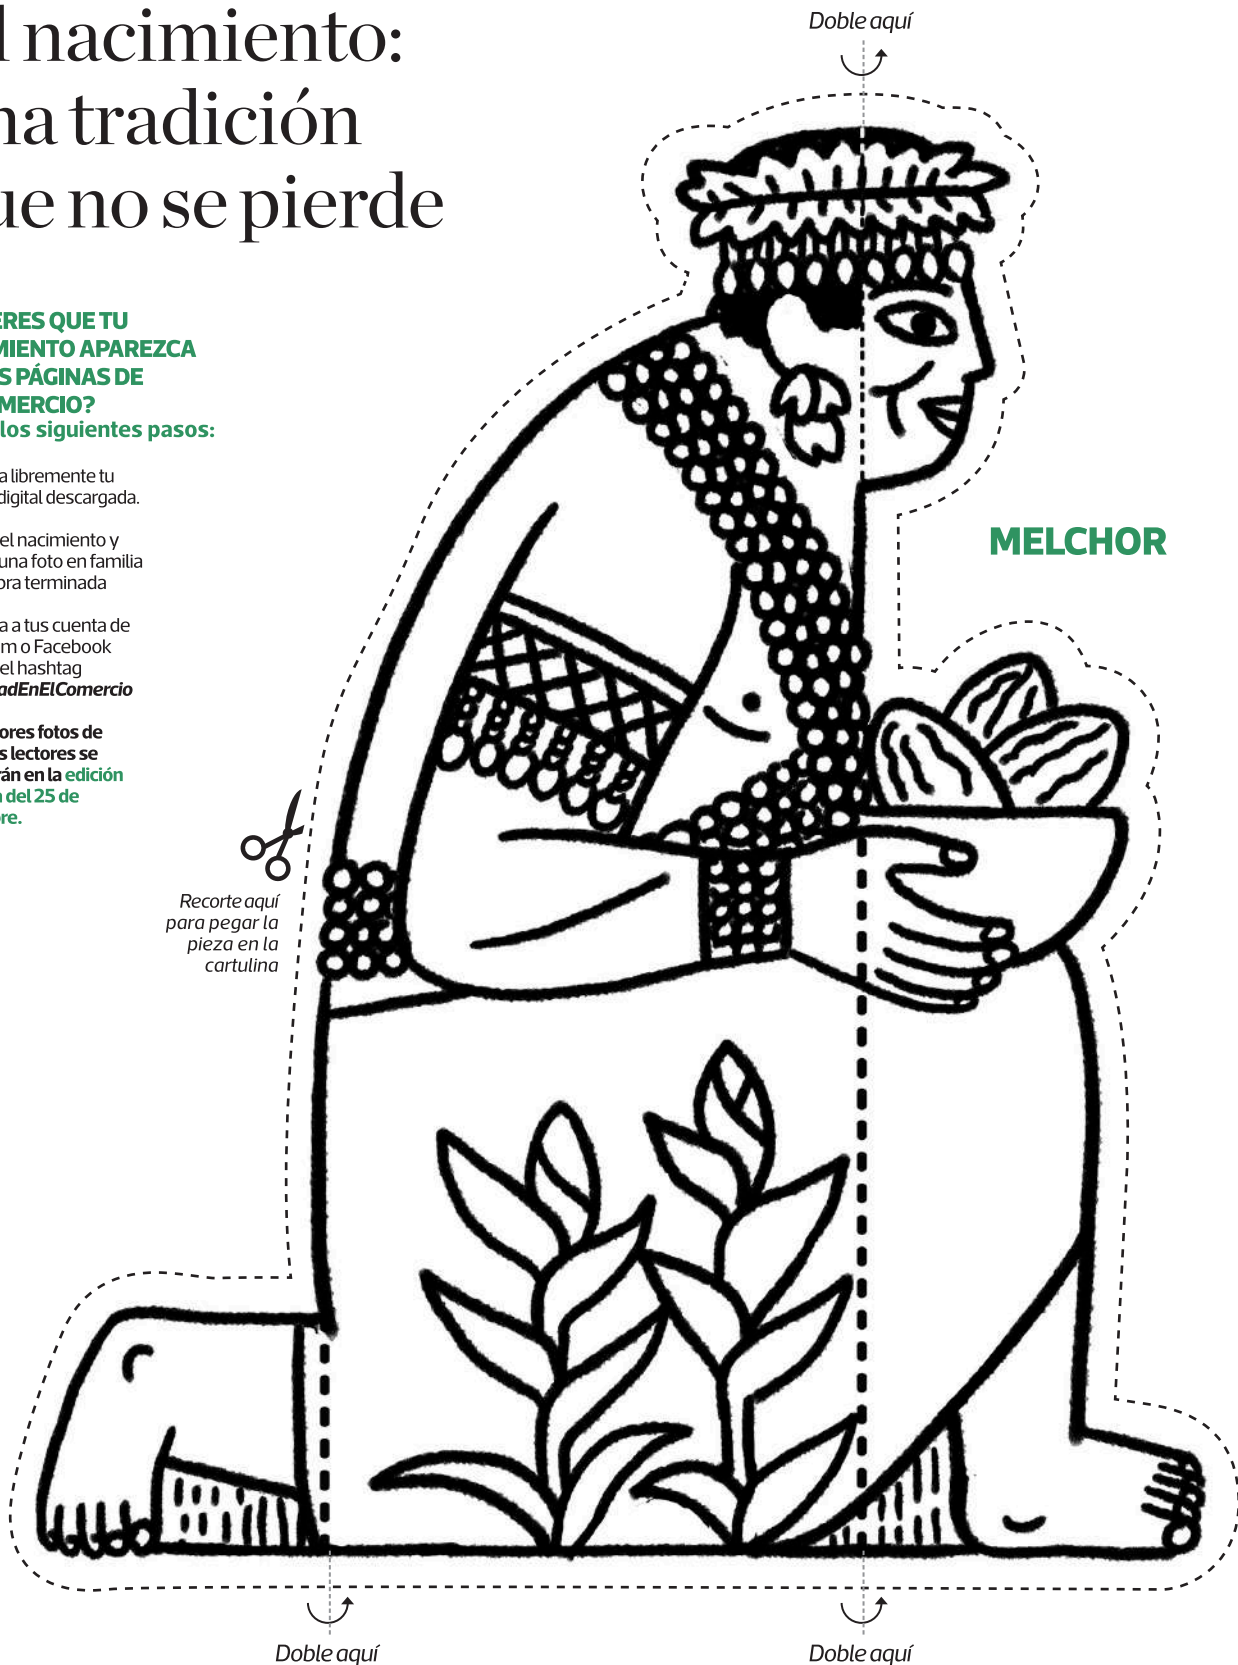 l nacimiento:
na tradición
ue no se pierde
Doble aquí
ERES QUE TU
MIENTO APAREZCA
S PÁGINAS DE
MERCIO?
los siguientes pasos:
a libremente tu
digital descargada.
el nacimiento y
una foto en familia
bra terminada
a a tus cuenta de
m o Facebook
el hashtag
adEnElComercio
ores fotos de
s lectores se
rán en la edición
a del 25 de
re.
MELCHOR
Recorte aquí
para pegar la
pieza en la
cartulina
Doble aquí
Doble aquí